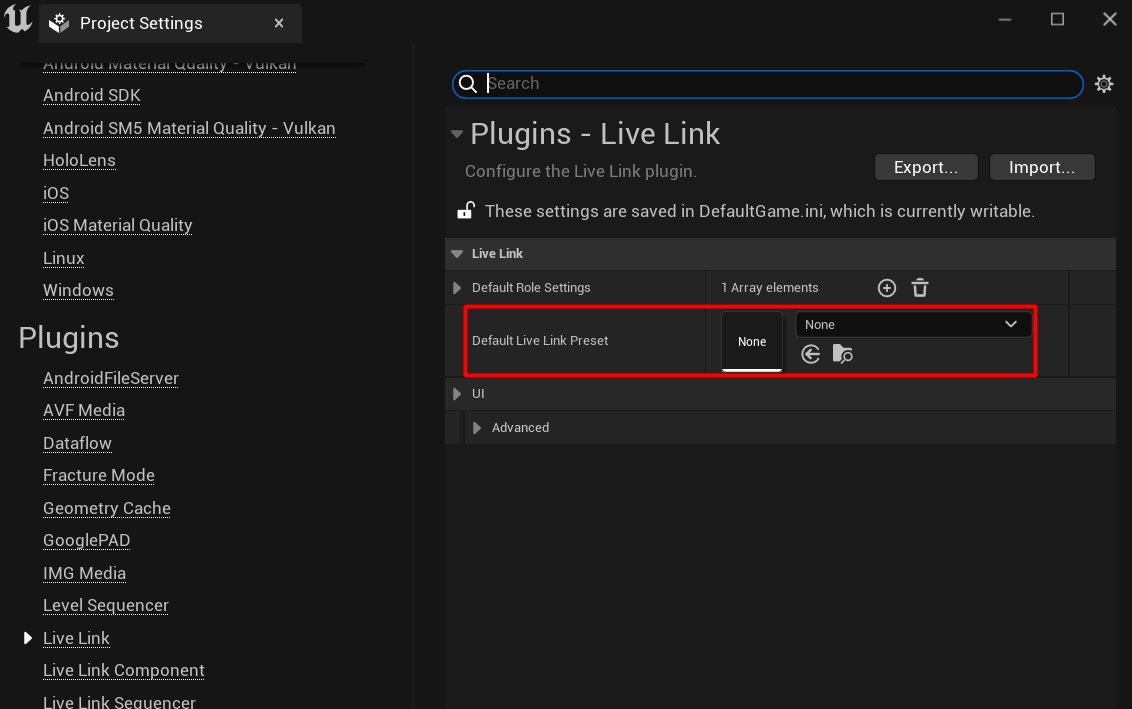 Project Settings
Android Material Quality - Vulkan
Android SDK
Android SM5 Material Quality - Vulkan
HoloLens
iOS
iOS Material Quality
Linux
Windows
Plugins
AndroidFileServer
AVF Media
Dataflow
Fracture Mode
Geometry Cache
GooglePAD
IMG Media
Level Sequencer
Live Link
Live Link Component
Live Link Sequencer
Search
Plugins - Live Link
Configure the Live Link plugin.
Export...
Import...
These settings are saved in DefaultGame.ini, which is currently writable.
Live Link
Default Role Settings
1 Array elements
Default Live Link Preset
None
None
UI
Advanced